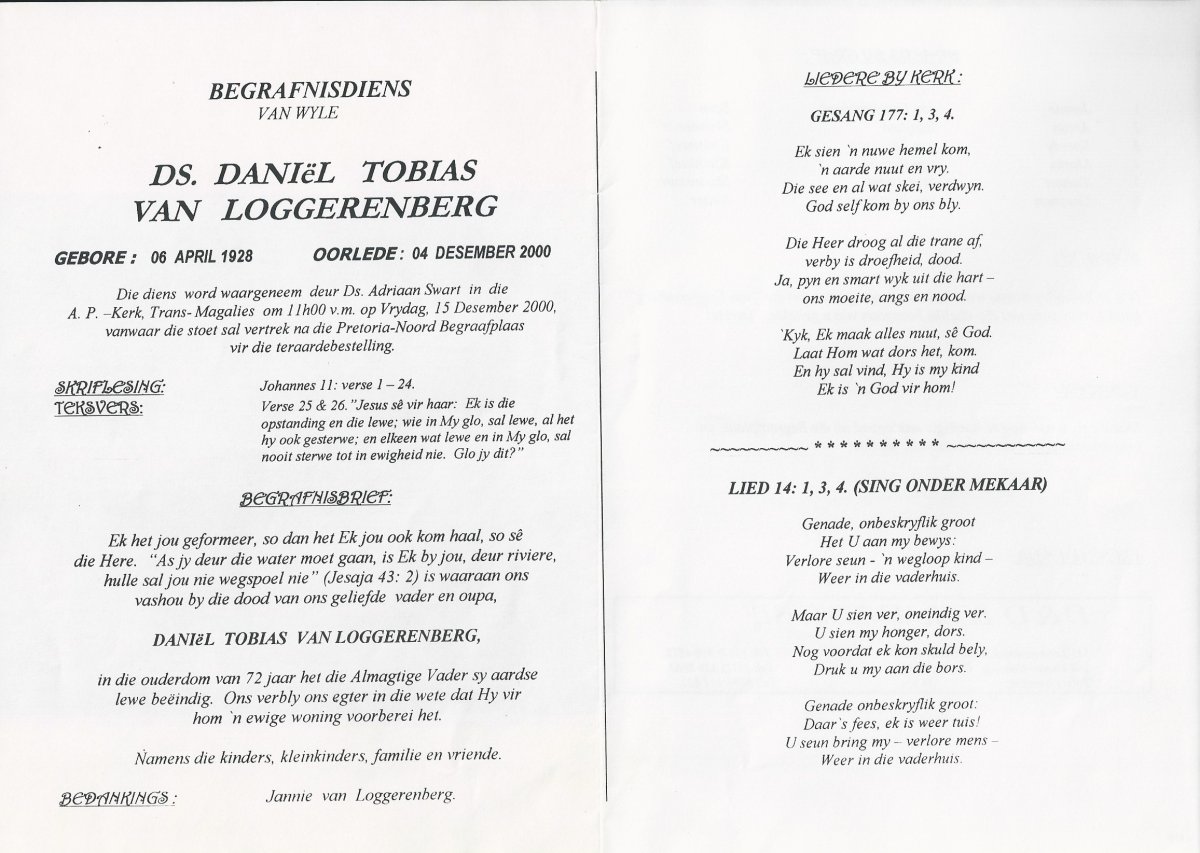 BEGRAFNISDIENS
VAN WYLE
DS. DANIëL TOBIAS
VAN LOGGERENBERG
GEBORE : 06 APRIL 1928 OORLEDE : 04 DESEMBER 2000
Die diens word waargeneem deur Ds. Adriaan Swart in die
A. P. –Kerk, Trans- Magalies om 11h00 v.m. op Vrydag, 15 Desember 2000,
vanwaar die stoet sal vertrek na die Pretoria-Noord Begraafplaas
vir die teraardebestelling.
SKRIFLESING: Johannes 11: verse 1 – 24.
TEKSVERS: Verse 25 & 26. "Jesus sê vir haar: Ek is die
opstanding en die lewe; wie in My glo, sal lewe, al het
hy ook gesterwe; en elkeen wat lewe en in My glo, sal
nooit sterwe tot in ewigheid nie. Glo jy dit?"
BEGRAFNISBRIEF:
Ek het jou geformeer, so dan het Ek jou ook kom haal, so sê
die Here. "As jy deur die water moet gaan, is Ek by jou, deur riviere,
hulle sal jou nie wegspoel nie" (Jesaja 43: 2) is waaraan ons
vashou by die dood van ons geliefde vader en oupa,
DANIëL TOBIAS VAN LOGGERENBERG,
in die ouderdom van 72 jaar het die Almagtige Vader sy aardse
lewe beëindig. Ons verbly ons egter in die wete dat Hy vir
hom `n ewige woning voorberei het.
Namens die kinders, kleinkinders, familie en vriende.
BEDANKINGS : Jannie van Loggerenberg.
LIEDERE BY KERK :
GESANG 177: 1, 3, 4.
Ek sien `n nuwe hemel kom,
`n aarde nuut en vry.
Die see en al wat skei, verdwyn.
God self kom by ons bly.
Die Heer droog al die trane af,
verby is droefheid, dood.
Ja, pyn en smart wyk uit die hart –
ons moeite, angs en nood.
`Kyk, Ek maak alles nuut, sê God.
Laat Hom wat dors het, kom.
En hy sal vind, Hy is my kind
Ek is `n God vir hom!
~~~~~~~~~~ * * * * * * * * * * ~~~~~~~~~~~~
LIED 14: 1, 3, 4. (SING ONDER MEKAAR)
Genade, onbeskryflik groot
Het U aan my bewys:
Verlore seun - `n wegloop kind –
Weer in die vaderhuis.
Maar U sien ver, oneindig ver.
U sien my honger, dors.
Nog voordat ek kon skuld bely,
Druk u my aan die bors.
Genade onbeskryflik groot:
Daar`s fees, ek is weer tuis!
U seun bring my – verlore mens –
Weer in die vaderhuis.